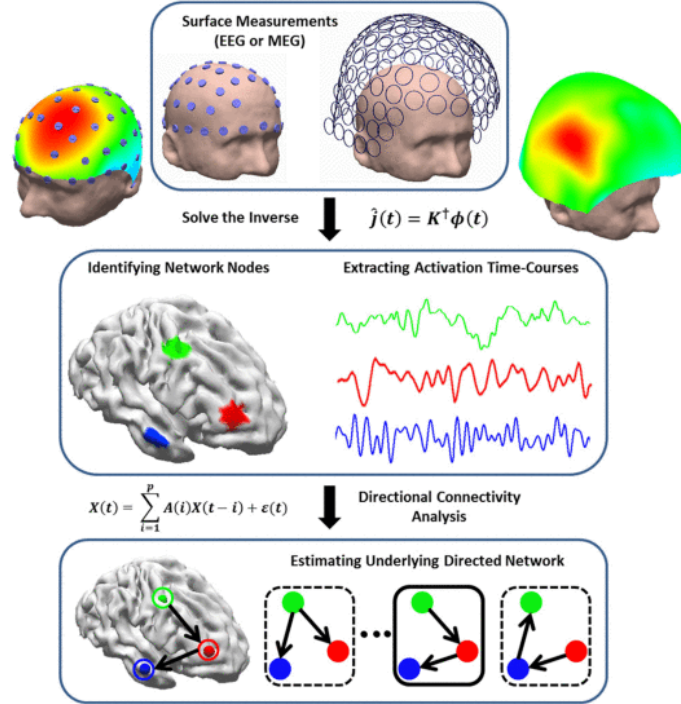 Surface Measurements
(EEG or MEG)
Solve the Inverse
ĵ(t) = K†ϕ(t)
Identifying Network Nodes
Extracting Activation Time-Courses
X(t) = ∑_{i=1}^{p} A(i)X(t − i) + ε(t)
Directional Connectivity
Analysis
Estimating Underlying Directed Network